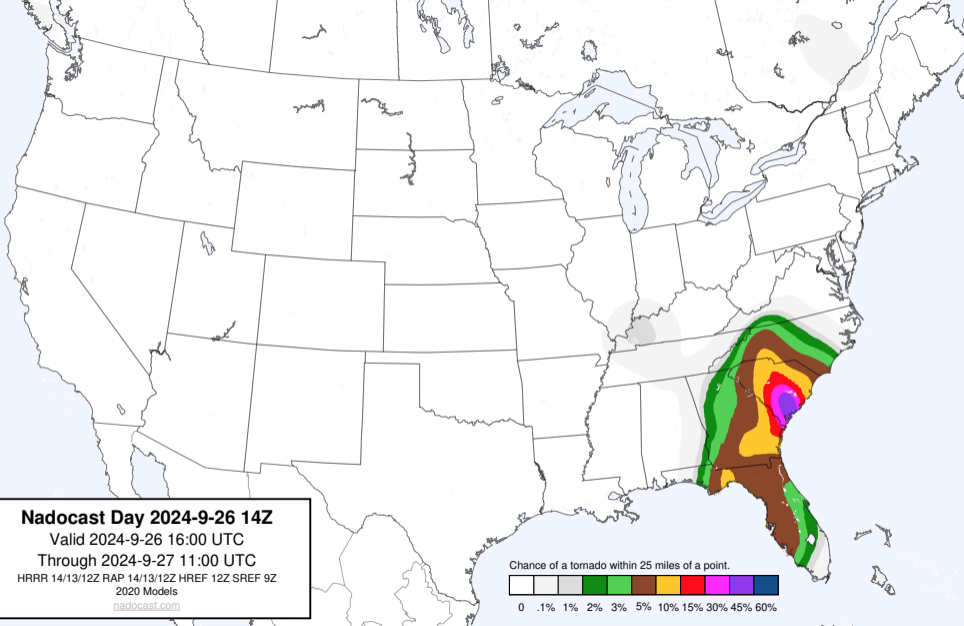 Nadocast Day 2024-9-26 14Z
Valid 2024-9-26 16:00 UTC
Through 2024-9-27 11:00 UTC
HRRR 14/13/12Z RAP 14/13/12Z HREF 12Z SREF 9Z
2020 Models
nadocast.com
Chance of a tornado within 25 miles of a point.
0 .1% 1% 2% 3% 5% 10% 15% 30% 45% 60%